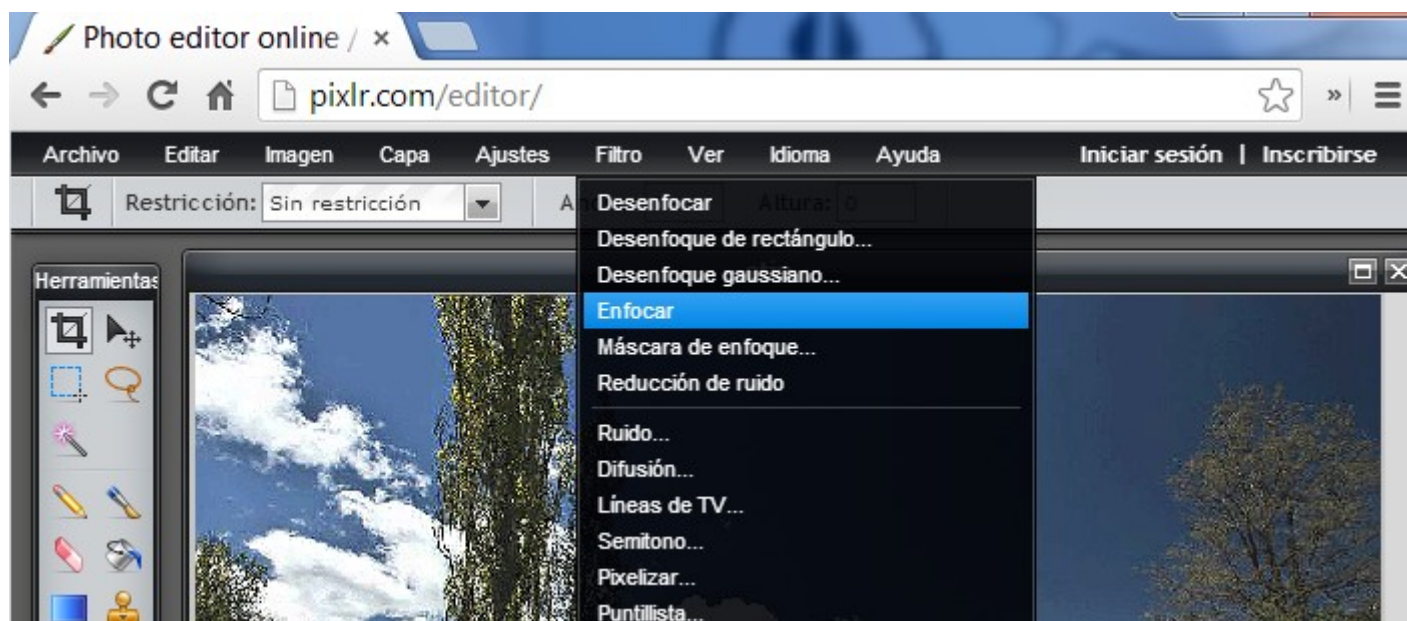 Photo editor online /
pixlr.com/editor/
Archivo Editar Imagen Capa Ajustes Filtro Ver Idioma Ayuda Iniciar sesión | Inscribirse
Restricción: Sin restricción Altura: 0
Herramientas
Desenfocar
Desenfoque de rectángulo...
Desenfoque gaussiano...
Enfocar
Máscara de enfoque...
Reducción de ruido
Ruido...
Difusión...
Líneas de TV...
Semitono...
Pixelizar...
Puntillista...